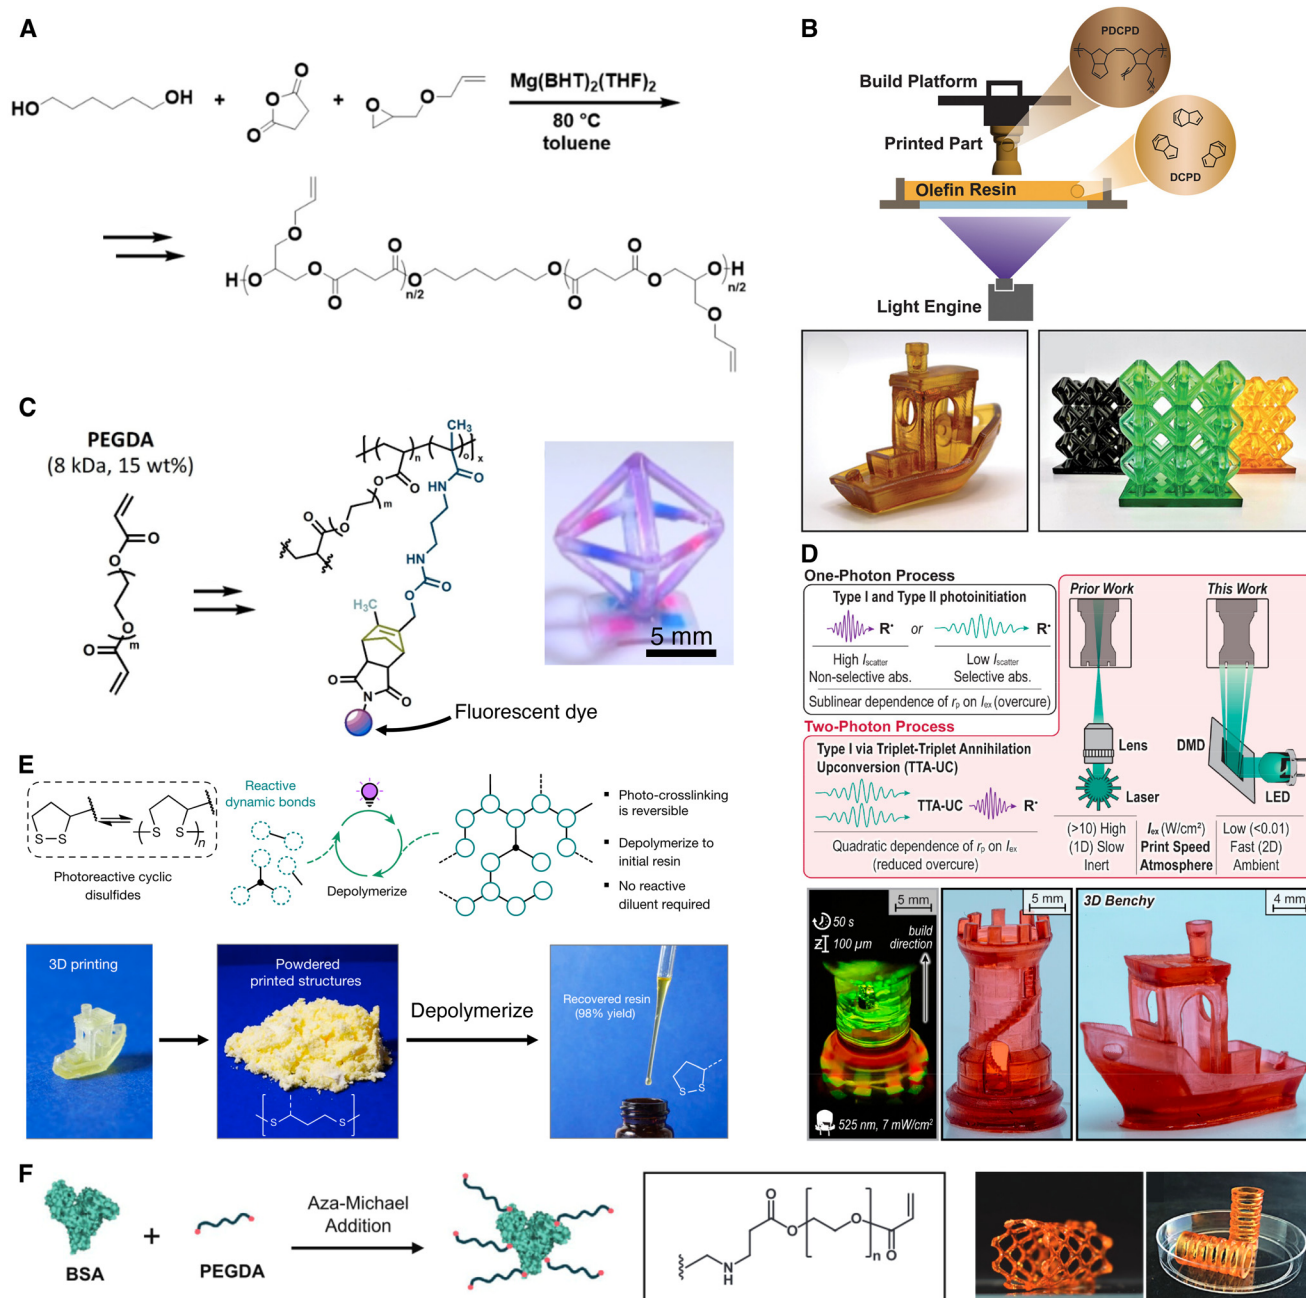 A
HO
OH
+
O
O
O
+
O
O
Mg(BHT)2(THF)2
80 °C
toluene
O
H
O
O
O
O
n/2
O
O
O
O
O
O
H
n/2
O
B
PDCPD
Build Platform
Printed Part
DCPD
Olefin Resin
Light Engine
C
PEGDA
(8 kDa, 15 wt%)
O
O
O
m
O
CH3
n
o
x
O
O
O
HN
O
m
O
HN
O
O
H3C
O
N
O
Fluorescent dye
5 mm
D
One-Photon Process
Type I and Type II photoinitiation
R•
or
R•
High Iscatter
Non-selective abs.
Low Iscatter
Selective abs.
Sublinear dependence of rp on Iex (overcure)
Two-Photon Process
Type I via Triplet-Triplet Annihilation
Upconversion (TTA-UC)
TTA-UC
R•
Quadratic dependence of rp on Iex
(reduced overcure)
Prior Work
This Work
Lens
Laser
DMD
LED
(>10) High
Iex (W/cm²)
Low (<0.01)
(1D) Slow
Print Speed
Fast (2D)
Inert
Atmosphere
Ambient
50 s
Z
100 µm
5 mm
build
direction
525 nm, 7 mW/cm²
5 mm
3D Benchy
4 mm
E
S-S
S
S
n
Photoreactive cyclic
disulfides
Reactive
dynamic bonds
Depolymerize
▪ Photo-crosslinking
is reversible
▪ Depolymerize to
initial resin
▪ No reactive
diluent required
3D printing
Powdered
printed structures
S
S
Depolymerize
Recovered resin
(98% yield)
S-S
F
BSA
+
PEGDA
Aza-Michael
Addition
N
H
O
O
O
n
O